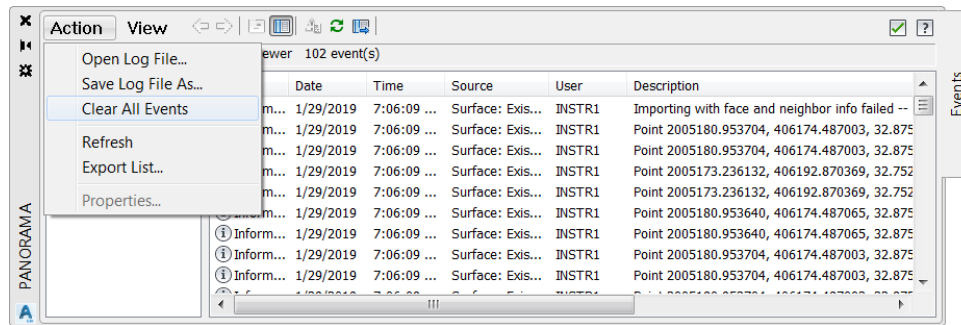 Action View
ewer 102 event(s)
Open Log File...
Save Log File As...
Clear All Events
Refresh
Export List...
Properties...
Date Time Source User Description
m... 1/29/2019 7:06:09 ... Surface: Exis... INSTR1 Importing with face and neighbor info failed --
m... 1/29/2019 7:06:09 ... Surface: Exis... INSTR1 Point 2005180.953704, 406174.487003, 32.875
m... 1/29/2019 7:06:09 ... Surface: Exis... INSTR1 Point 2005180.953704, 406174.487003, 32.875
m... 1/29/2019 7:06:09 ... Surface: Exis... INSTR1 Point 2005173.236132, 406192.870369, 32.752
m... 1/29/2019 7:06:09 ... Surface: Exis... INSTR1 Point 2005173.236132, 406192.870369, 32.752
Inform... 1/29/2019 7:06:09 ... Surface: Exis... INSTR1 Point 2005180.953640, 406174.487065, 32.875
Inform... 1/29/2019 7:06:09 ... Surface: Exis... INSTR1 Point 2005180.953640, 406174.487065, 32.875
Inform... 1/29/2019 7:06:09 ... Surface: Exis... INSTR1 Point 2005180.953704, 406174.487003, 32.875
Inform... 1/29/2019 7:06:09 ... Surface: Exis... INSTR1 Point 2005180.953704, 406174.487003, 32.875
PANORAMA
Events